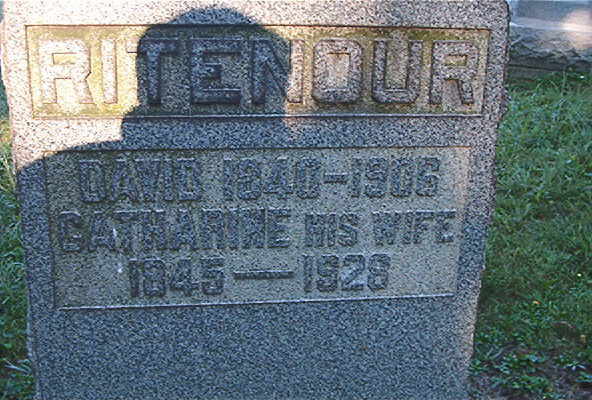 RITENOUR
DAVID 1840-1906
CATHARINE HIS WIFE
1845 — 1928